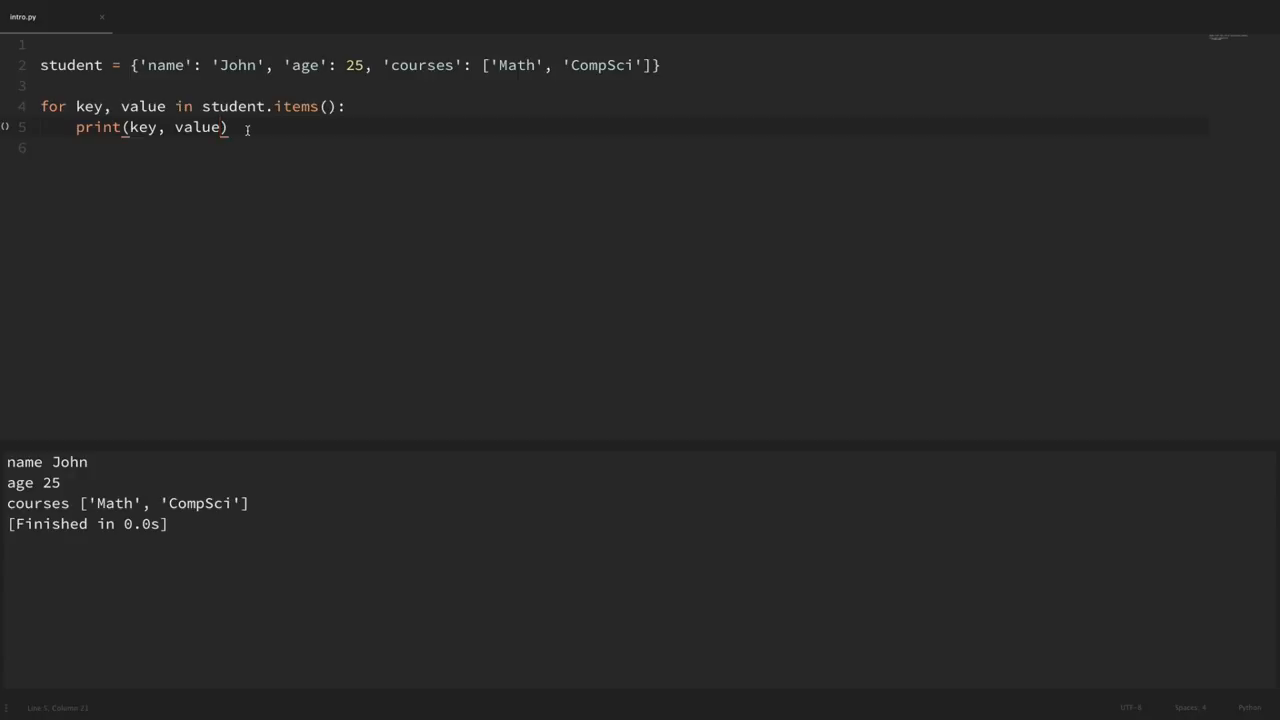 intro.py ×
1
2 student = {'name': 'John', 'age': 25, 'courses': ['Math', 'CompSci']}
3
4 for key, value in student.items():
() 5     print(key, value)
6
name John
age 25
courses ['Math', 'CompSci']
[Finished in 0.0s]
Line 5, Column 21 UTF-8 Spaces: 4 Python